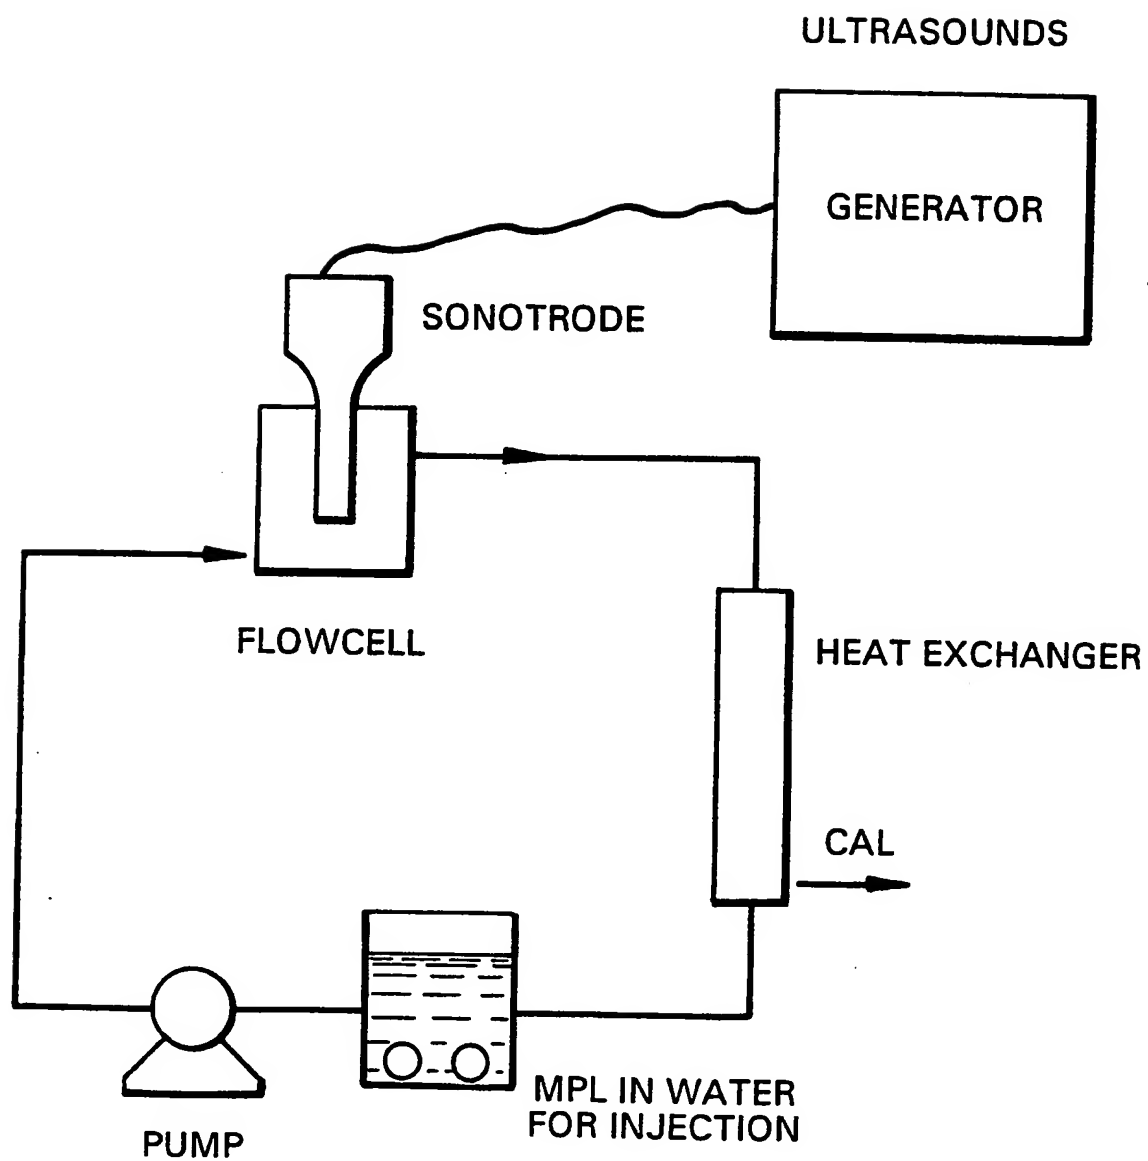 ULTRASOUNDS
GENERATOR
SONOTRODE
FLOWCELL
HEAT EXCHANGER
CAL
MPL IN WATER
FOR INJECTION
PUMP